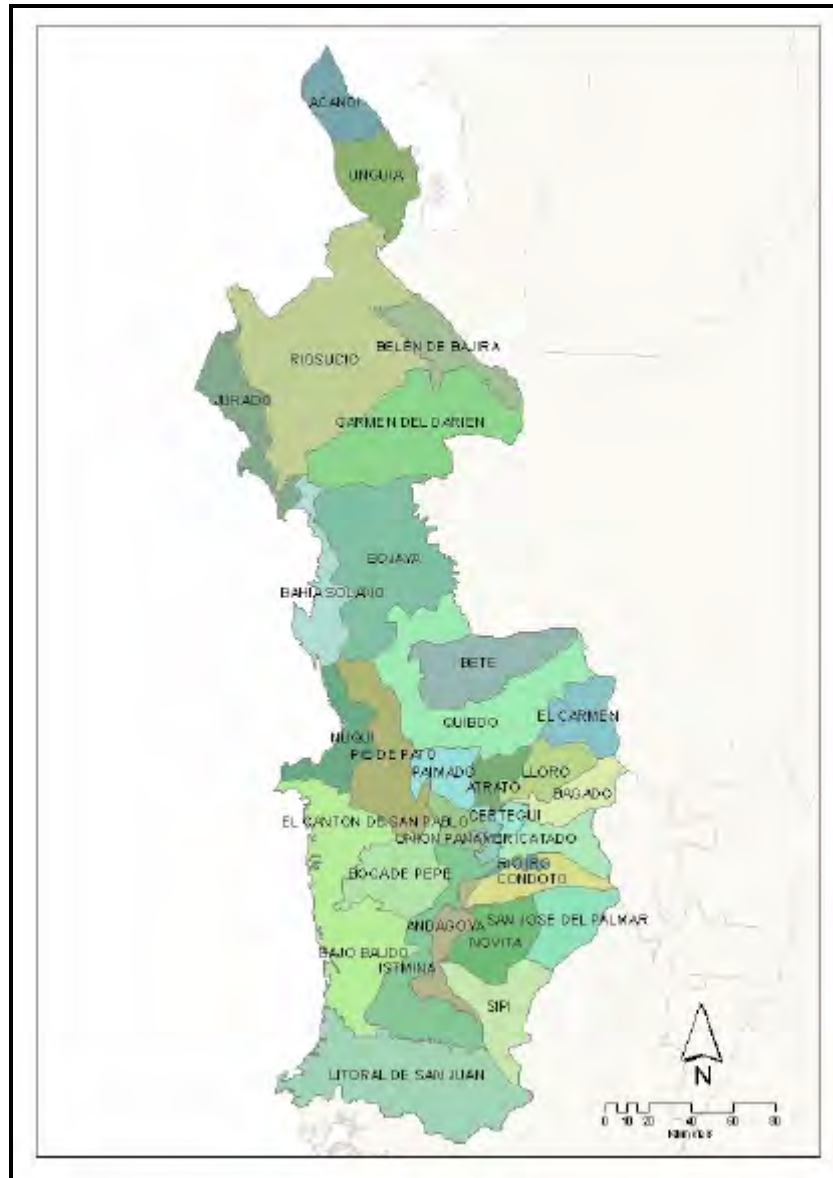 ACANDI
UNGUIA
BELÉN DE BAJIRA
RIOSUCIO
JURADO
CARMEN DEL DARIEN
BOJAYA
BAHIA SOLANO
BETE
EL CARMEN
QUIBDO
NUQUI
PIE DE PATO
PAIMADO
LLORO
ATRATO
BAGADO
CERTEGUI
EL CANTON DE SAN PABLO
UNION PANAMERICATADO
RIO IRO
BOCA DE PEPE
CONDOTO
ANDAGOYA
SAN JOSE DEL PALMAR
NOVITA
BAJO BAUDO
ISTMINA
SIPI
LITORAL DE SAN JUAN
N
0 10 20 40 60 80